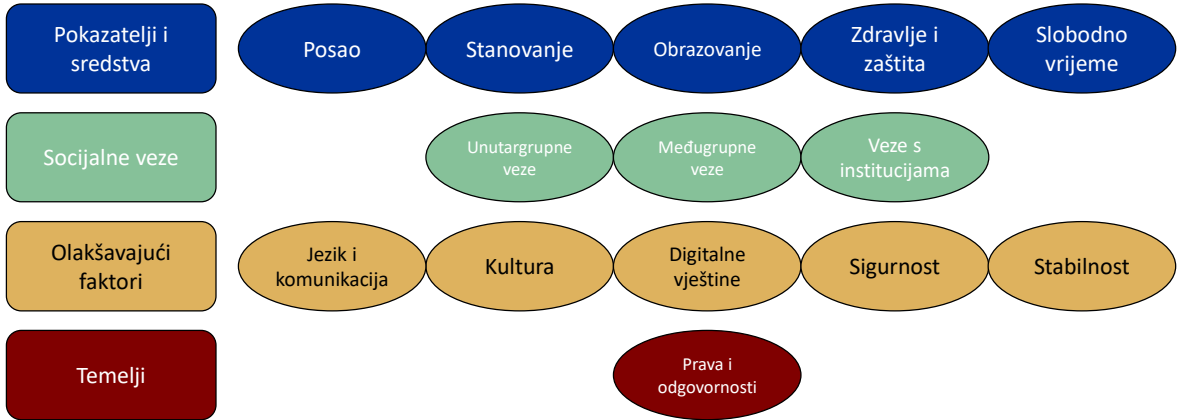 Pokazatelji i
sredstva
Posao
Stanovanje
Obrazovanje
Zdravlje i
zaštita
Slobodno
vrijeme
Socijalne veze
Unutargrupne
veze
Međugrupne
veze
Veze s
institucijama
Olakšavajući
faktori
Jezik i
komunikacija
Kultura
Digitalne
vještine
Sigurnost
Stabilnost
Temelji
Prava i
odgovornosti